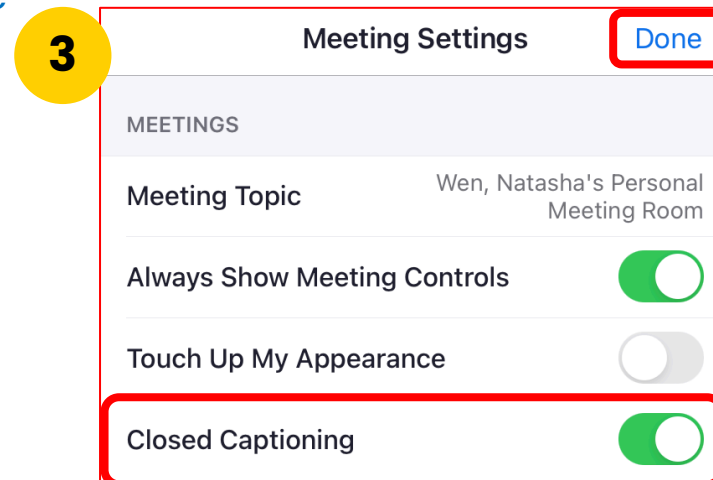 3
Meeting Settings
Done
MEETINGS
Meeting Topic
Wen, Natasha's Personal
Meeting Room
Always Show Meeting Controls
Touch Up My Appearance
Closed Captioning